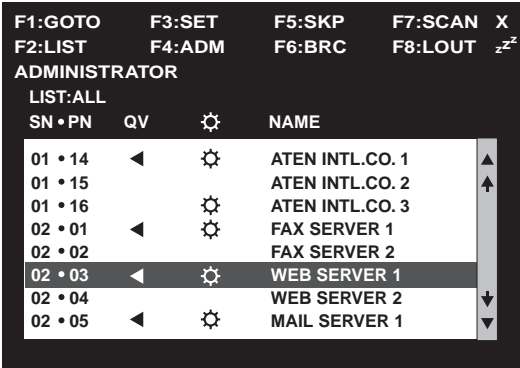 F1:GOTO F3:SET F5:SKP F7:SCAN X
F2:LIST F4:ADM F6:BRC F8:LOUT zZz
ADMINISTRATOR
LIST:ALL
SN • PN QV NAME
01 • 14 ATEN INTL.CO. 1
01 • 15 ATEN INTL.CO. 2
01 • 16 ATEN INTL.CO. 3
02 • 01 FAX SERVER 1
02 • 02 FAX SERVER 2
02 • 03 WEB SERVER 1
02 • 04 WEB SERVER 2
02 • 05 MAIL SERVER 1